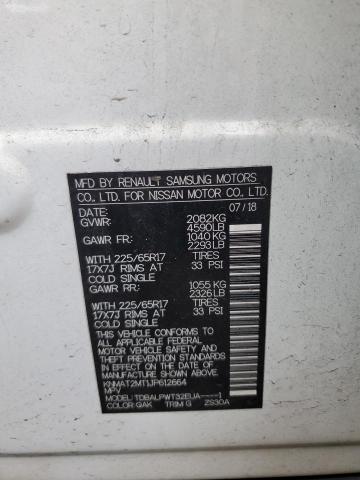 MFD BY RENAULT SAMSUNG MOTORS
CO., LTD. FOR NISSAN MOTOR CO., LTD.
DATE: 07/18
GVWR: 2082KG
4590LB
GAWR FR: 1040 KG
2293LB
WITH 225/65R17 TIRES
17X7J RIMS AT 33 PSI
COLD SINGLE
GAWR RR: 1055 KG
2326 LB
WITH 225/65R17 TIRES
17X7J RIMS AT 33 PSI
COLD SINGLE
THIS VEHICLE CONFORMS TO
ALL APPLICABLE FEDERAL
MOTOR VEHICLE SAFETY
STANDARDS IN EFFECT ON THE
DATE OF MANUFACTURE
SHOWN ABOVE.
KNMAT2MT1JP612664
MPV
MODEL: TDBALPWT32EUA----1
COLOR QAK TRIM G ZS30A